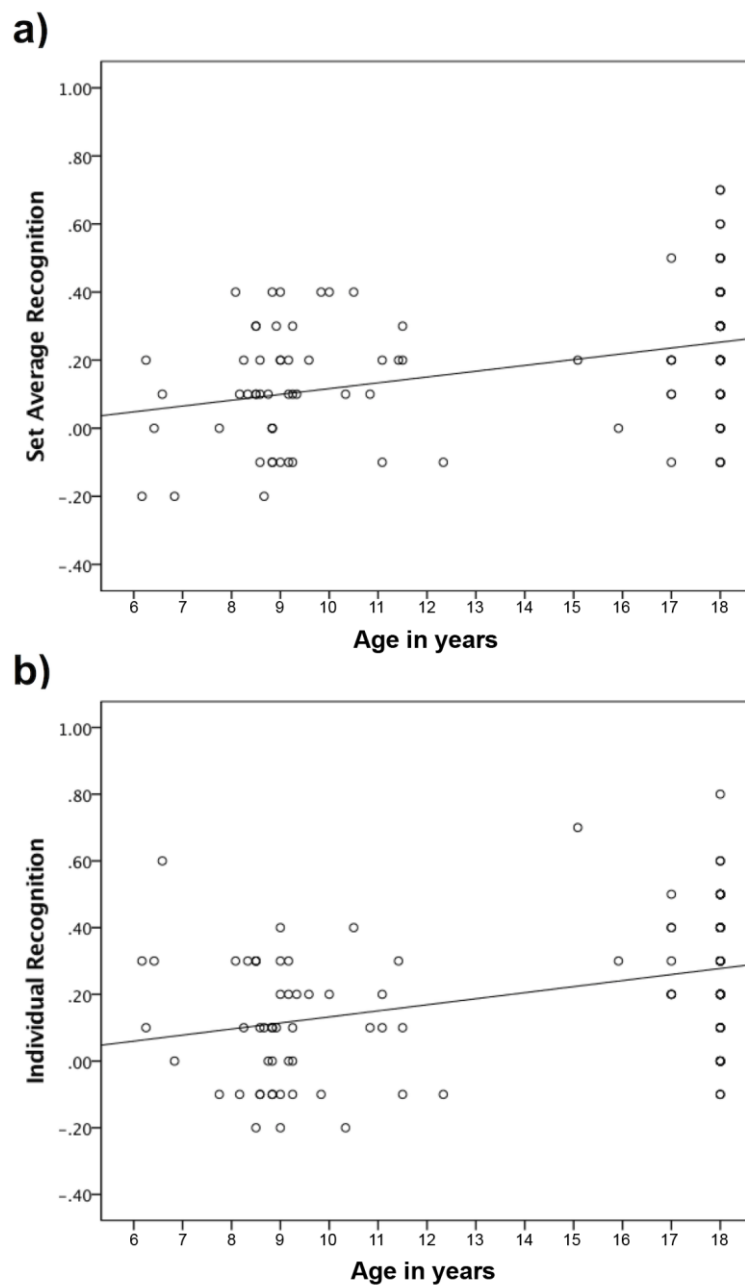 a)
1.00
.80
.60
Set Average Recognition
.40
.20
.00
-.20
-.40
6 7 8 9 10 11 12 13 14 15 16 17 18
Age in years
b)
1.00
.80
.60
Individual Recognition
.40
.20
.00
-.20
-.40
6 7 8 9 10 11 12 13 14 15 16 17 18
Age in years